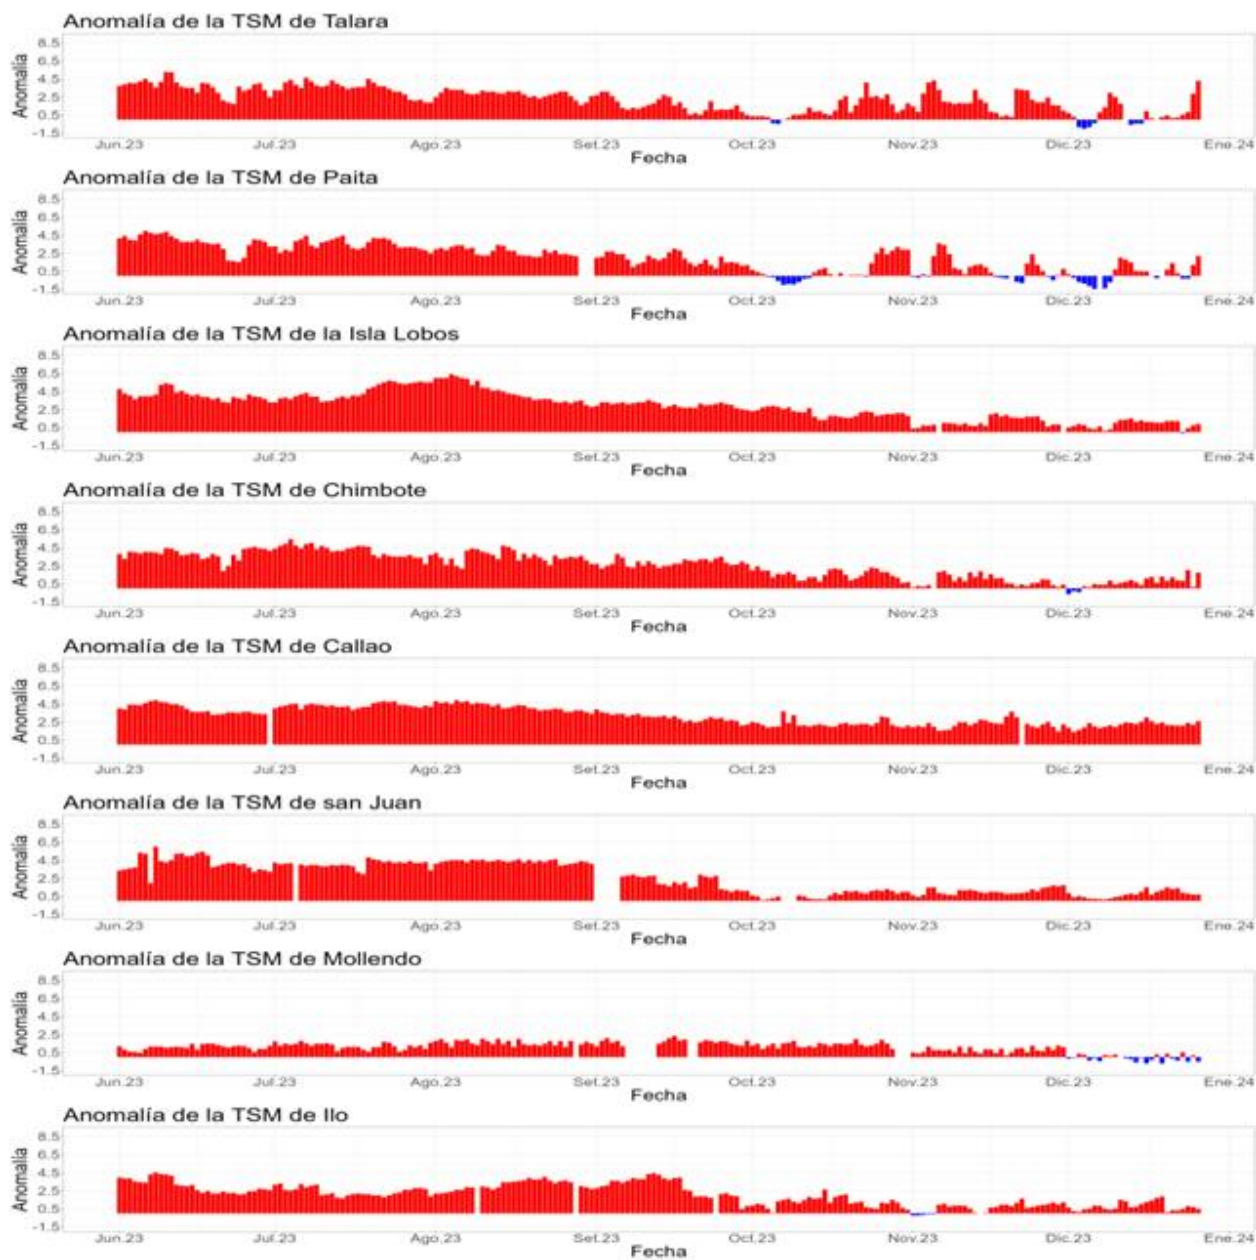 Anomalía de la TSM de Talara
Anomalía
8.5
6.5
4.5
2.5
0.5
-1.5
Jun.23 Jul.23 Ago.23 Set.23 Oct.23 Nov.23 Dic.23 Ene.24
Fecha
Anomalía de la TSM de Paita
Anomalía
8.5
6.5
4.5
2.5
0.5
-1.5
Jun.23 Jul.23 Ago.23 Set.23 Oct.23 Nov.23 Dic.23 Ene.24
Fecha
Anomalía de la TSM de la Isla Lobos
Anomalía
8.5
6.5
4.5
2.5
0.5
-1.5
Jun.23 Jul.23 Ago.23 Set.23 Oct.23 Nov.23 Dic.23 Ene.24
Fecha
Anomalía de la TSM de Chimbote
Anomalía
8.5
6.5
4.5
2.5
0.5
-1.5
Jun.23 Jul.23 Ago.23 Set.23 Oct.23 Nov.23 Dic.23 Ene.24
Fecha
Anomalía de la TSM de Callao
Anomalía
8.5
6.5
4.5
2.5
0.5
-1.5
Jun.23 Jul.23 Ago.23 Set.23 Oct.23 Nov.23 Dic.23 Ene.24
Fecha
Anomalía de la TSM de san Juan
Anomalía
8.5
6.5
4.5
2.5
0.5
-1.5
Jun.23 Jul.23 Ago.23 Set.23 Oct.23 Nov.23 Dic.23 Ene.24
Fecha
Anomalía de la TSM de Mollendo
Anomalía
8.5
6.5
4.5
2.5
0.5
-1.5
Jun.23 Jul.23 Ago.23 Set.23 Oct.23 Nov.23 Dic.23 Ene.24
Fecha
Anomalía de la TSM de Ilo
Anomalía
8.5
6.5
4.5
2.5
0.5
-1.5
Jun.23 Jul.23 Ago.23 Set.23 Oct.23 Nov.23 Dic.23 Ene.24
Fecha